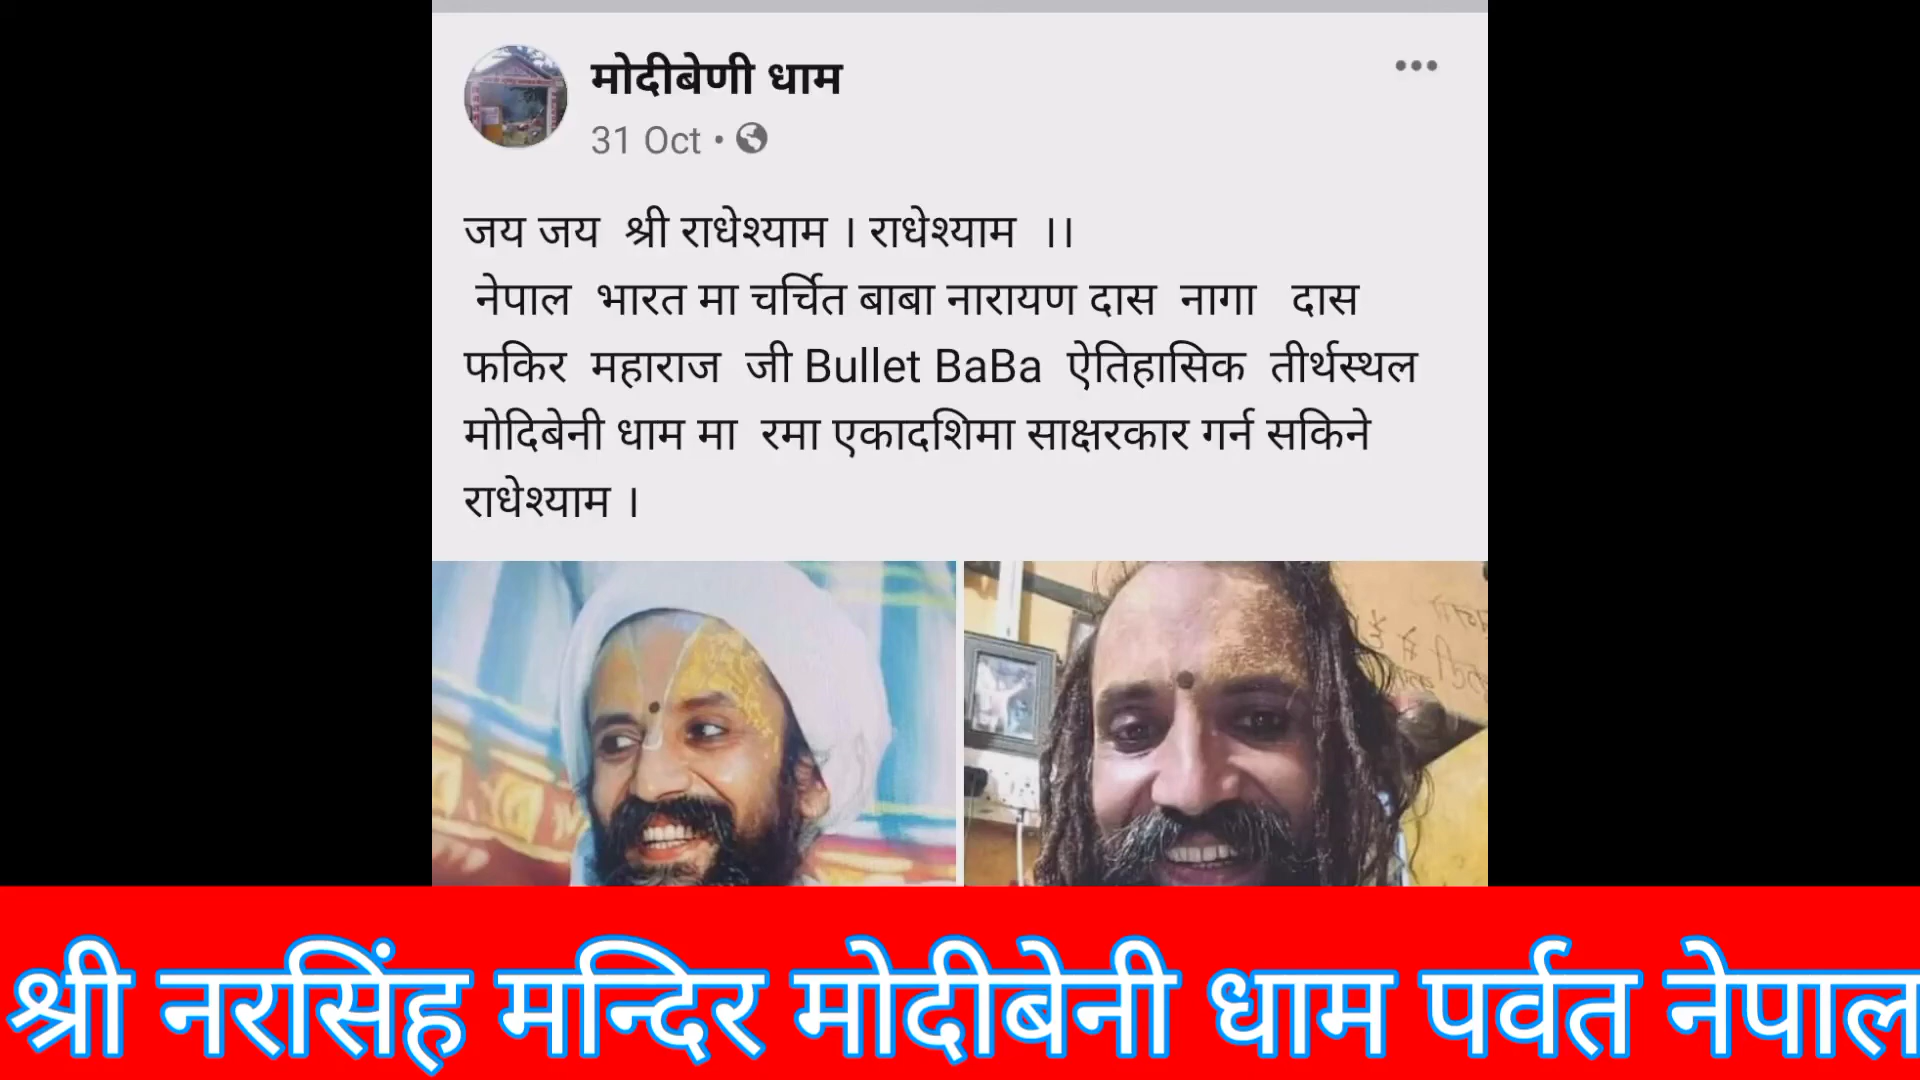 मोदीबेणी धाम
31 Oct •
जय जय श्री राधेश्याम । राधेश्याम ।।
नेपाल भारत मा चर्चित बाबा नारायण दास नागा दास
फकिर महाराज जी Bullet BaBa ऐतिहासिक तीर्थस्थल
मोदिबेनी धाम मा रमा एकादशिमा साक्षरकार गर्न सकिने
राधेश्याम ।
श्री नरसिंह मन्दिर मोदीबेनी धाम पर्वत नेपाल